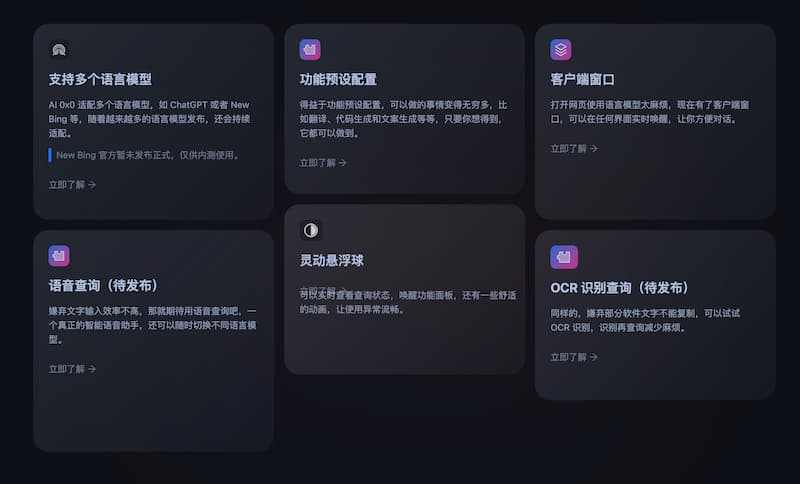 支持多个语言模型
AI 0x0 适配多个语言模型，如 ChatGPT 或者 New
Bing 等，随着越来越多的语言模型发布，还会持续
适配。
New Bing 官方暂未发布正式，仅供内测使用。
立即了解 →
功能预设配置
得益于功能预设配置，可以做的事情变得无穷多，比
如翻译、代码生成和文案生成等等，只要你想得到，
它都可以做到。
立即了解 →
客户端窗口
打开网页使用语言模型太麻烦，现在有了客户端窗
口，可以在任何界面实时唤醒，让你方便对话。
立即了解 →
语音查询（待发布）
嫌弃文字输入效率不高，那就期待用语音查询吧，一
个真正的智能语音助手，还可以随时切换不同语言模
型。
立即了解 →
灵动悬浮球
立即了解 →
可以实时查看查询状态，唤醒功能面板，还有一些舒适
的动画，让使用异常流畅。
OCR 识别查询（待发布）
同样的，嫌弃部分软件文字不能复制，可以试试
OCR 识别，识别再查询减少麻烦。
立即了解 →